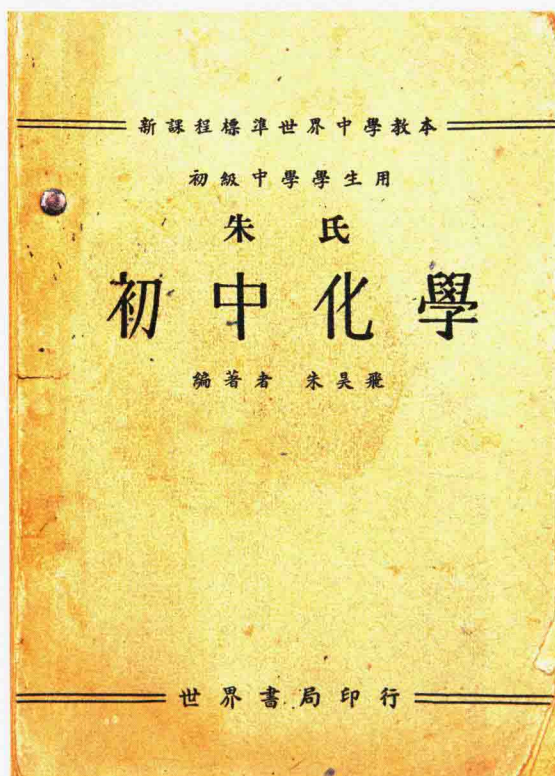 新課程標準世界中學教本
初級中學學生用
朱氏
初中化學
編著者 朱昊飛
世界書局印行